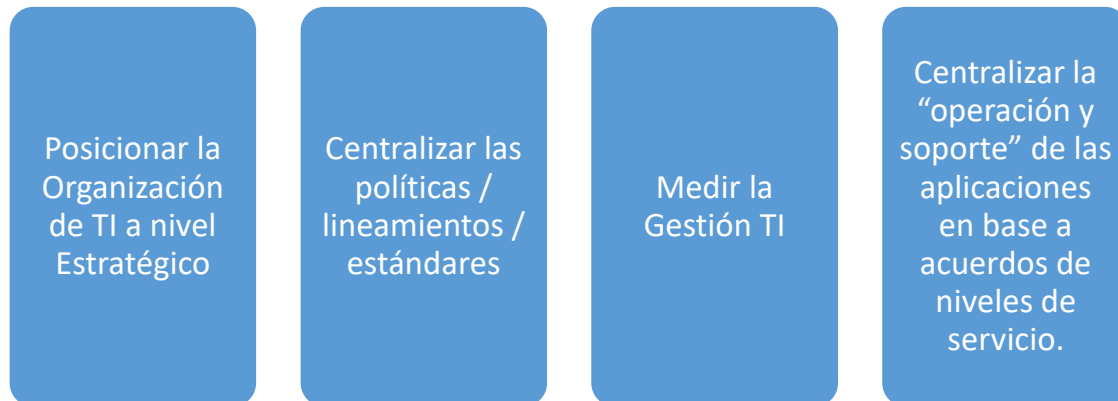 Posicionar la
Organización
de TI a nivel
Estratégico
Centralizar las
políticas /
lineamientos /
estándares
Medir la
Gestión TI
Centralizar la
“operación y
soporte” de las
aplicaciones
en base a
acuerdos de
niveles de
servicio.